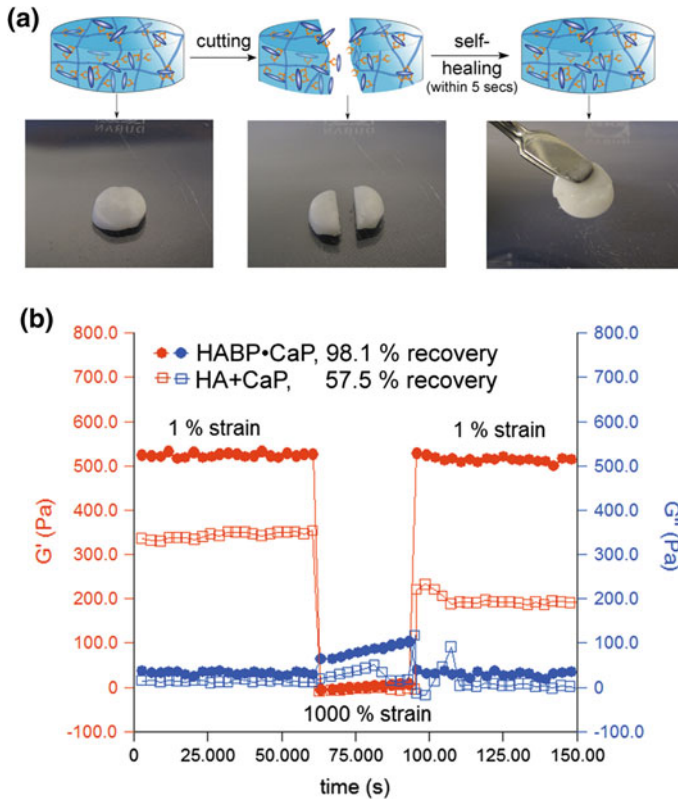 (a)
cutting
self-
healing
(within 5 secs)
(b)
800.0
700.0
600.0
500.0
400.0
300.0
200.0
100.0
0.0
-100.0
G' (Pa)
HABP•CaP, 98.1 % recovery
HA+CaP, 57.5 % recovery
1 % strain
1 % strain
1000 % strain
800.0
700.0
600.0
500.0
400.0
300.0
200.0
100.0
0.0
-100.0
G'' (Pa)
0.0
25.000
50.000
75.000
100.00
125.00
150.00
time (s)